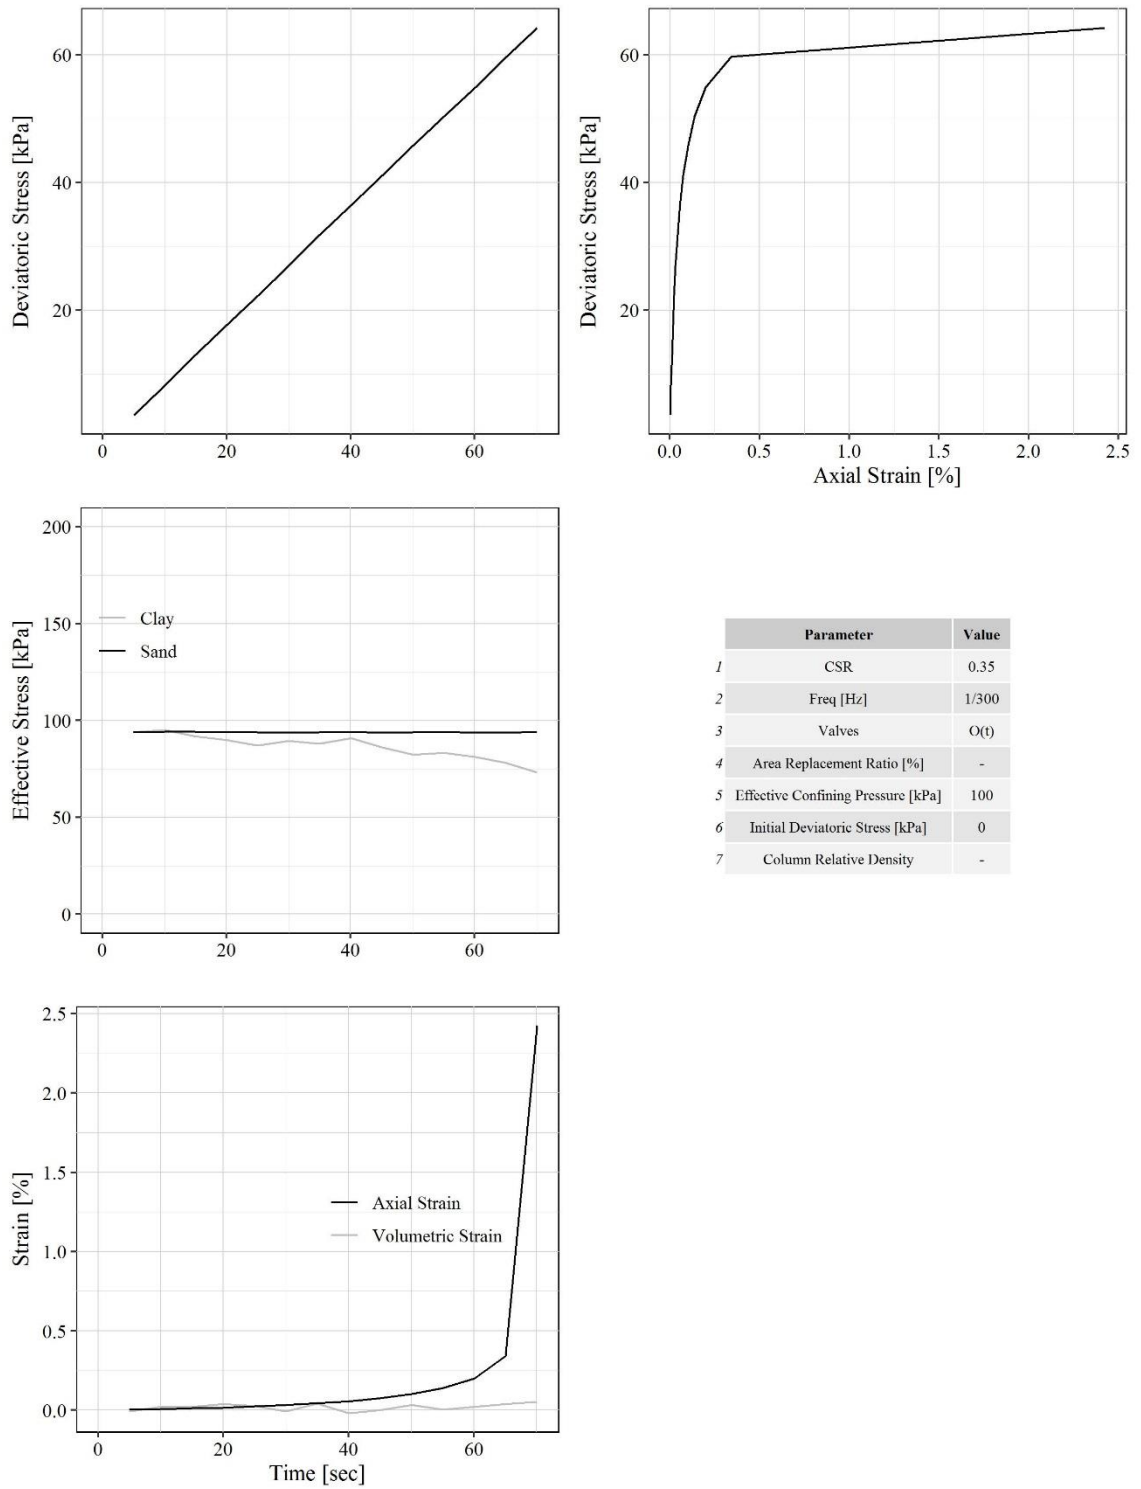 Deviatoric Stress [kPa]
60
40
20
0 20 40 60
Deviatoric Stress [kPa]
60
40
20
0.0 0.5 1.0 1.5 2.0 2.5
Axial Strain [%]
Effective Stress [kPa]
200
150
100
50
0
Clay
Sand
0 20 40 60
Parameter Value
1 CSR 0.35
2 Freq [Hz] 1/300
3 Valves O(t)
4 Area Replacement Ratio [%] -
5 Effective Confining Pressure [kPa] 100
6 Initial Deviatoric Stress [kPa] 0
7 Column Relative Density -
Strain [%]
2.5
2.0
1.5
1.0
0.5
0.0
Axial Strain
Volumetric Strain
0 20 40 60
Time [sec]